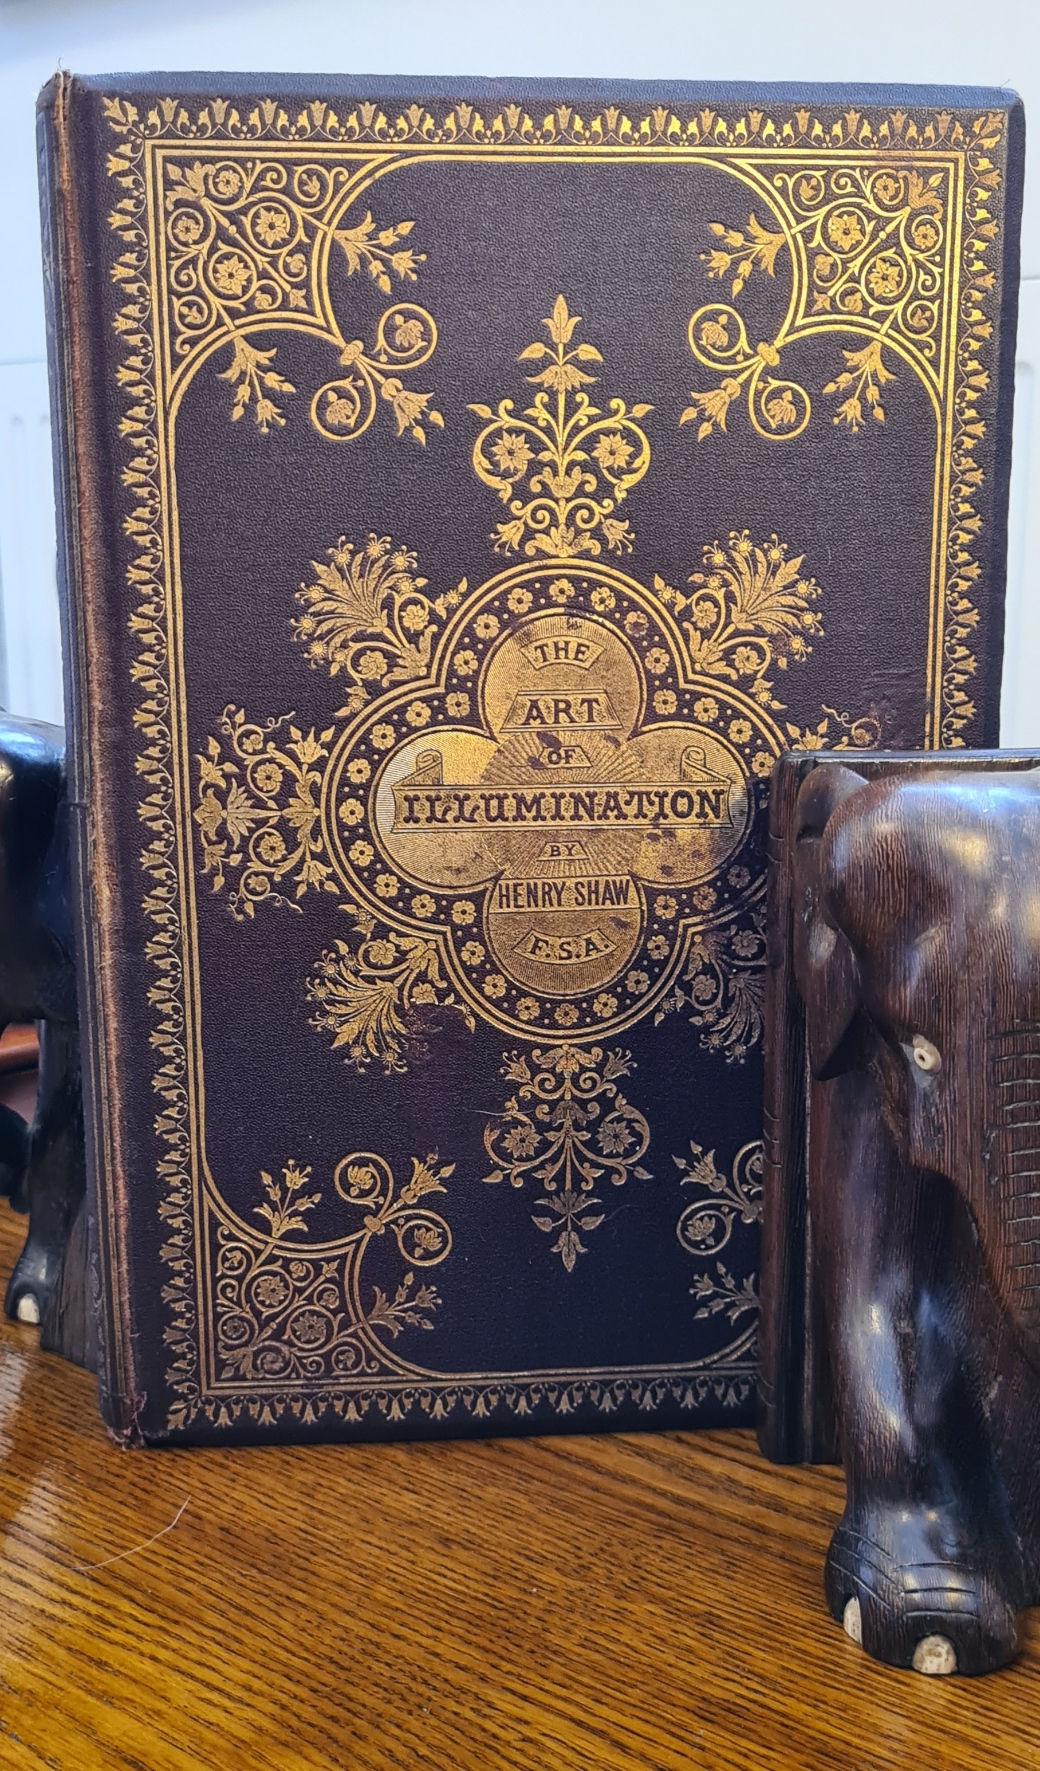 THE
ART
OF
ILLUMINATION
BY
HENRY SHAW
F.S.A.